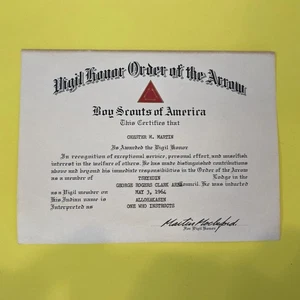 Vigil Honor Order of the Arrow
Boy Scouts of America
This Certifies that
CHESTER W. MARTIN
Is Awarded the Vigil Honor
In recognition of exceptional service, personal effort, and unselfish
interest in the welfare of others. He has made distinguished contributions
above and beyond his immediate responsibilities in the Order of the Arrow
as a member of Lodge in the
GEORGE ROGERS CLARK Council. He was inducted
as a Vigil member on MAY 3, 1964
His Indian name is
Interpreted as ONE WHO INSTRUCTS
For Vigil Honor